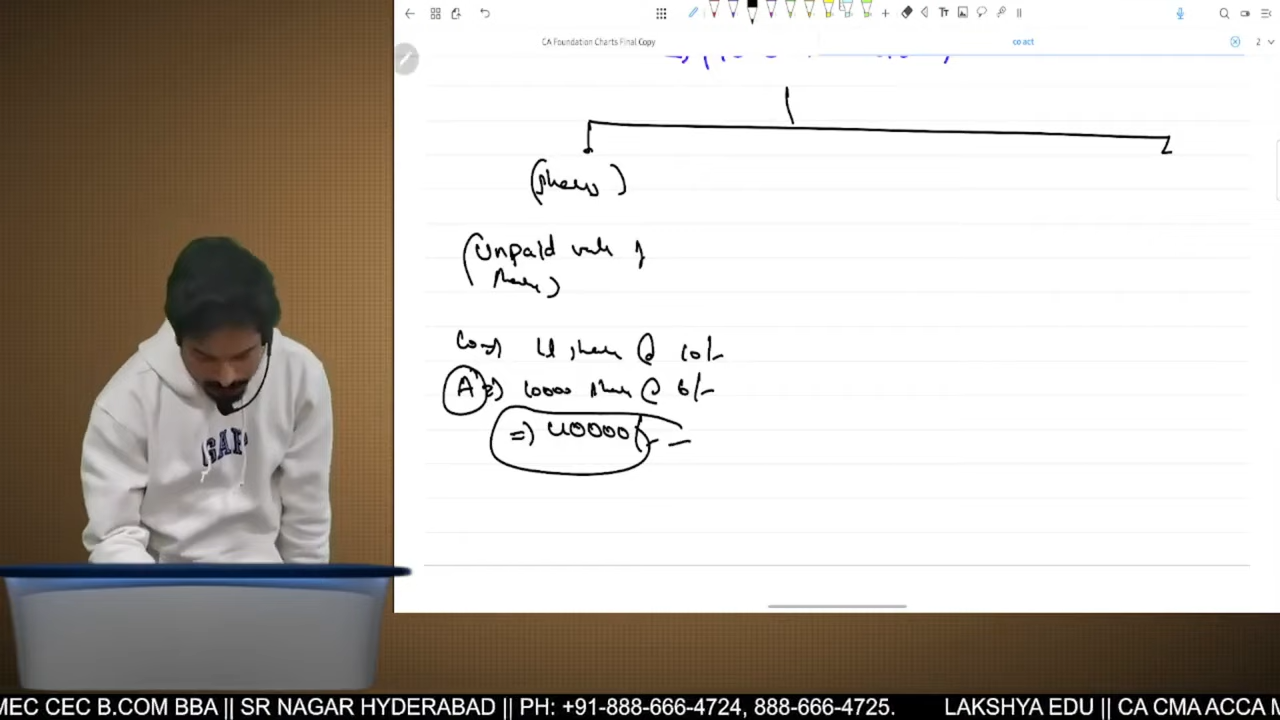 CA Foundation Charts Final Copy
co act
2
(shares)
(Unpaid value of
shares)
Co => 1L shares @ 10/-
A => 10000 shares @ 6/-
=> 40000/-
GAP
MEC CEC B.COM BBA || SR NAGAR HYDERABAD || PH: +91-888-666-4724, 888-666-4725. LAKSHYA EDU || CA CMA ACCA M